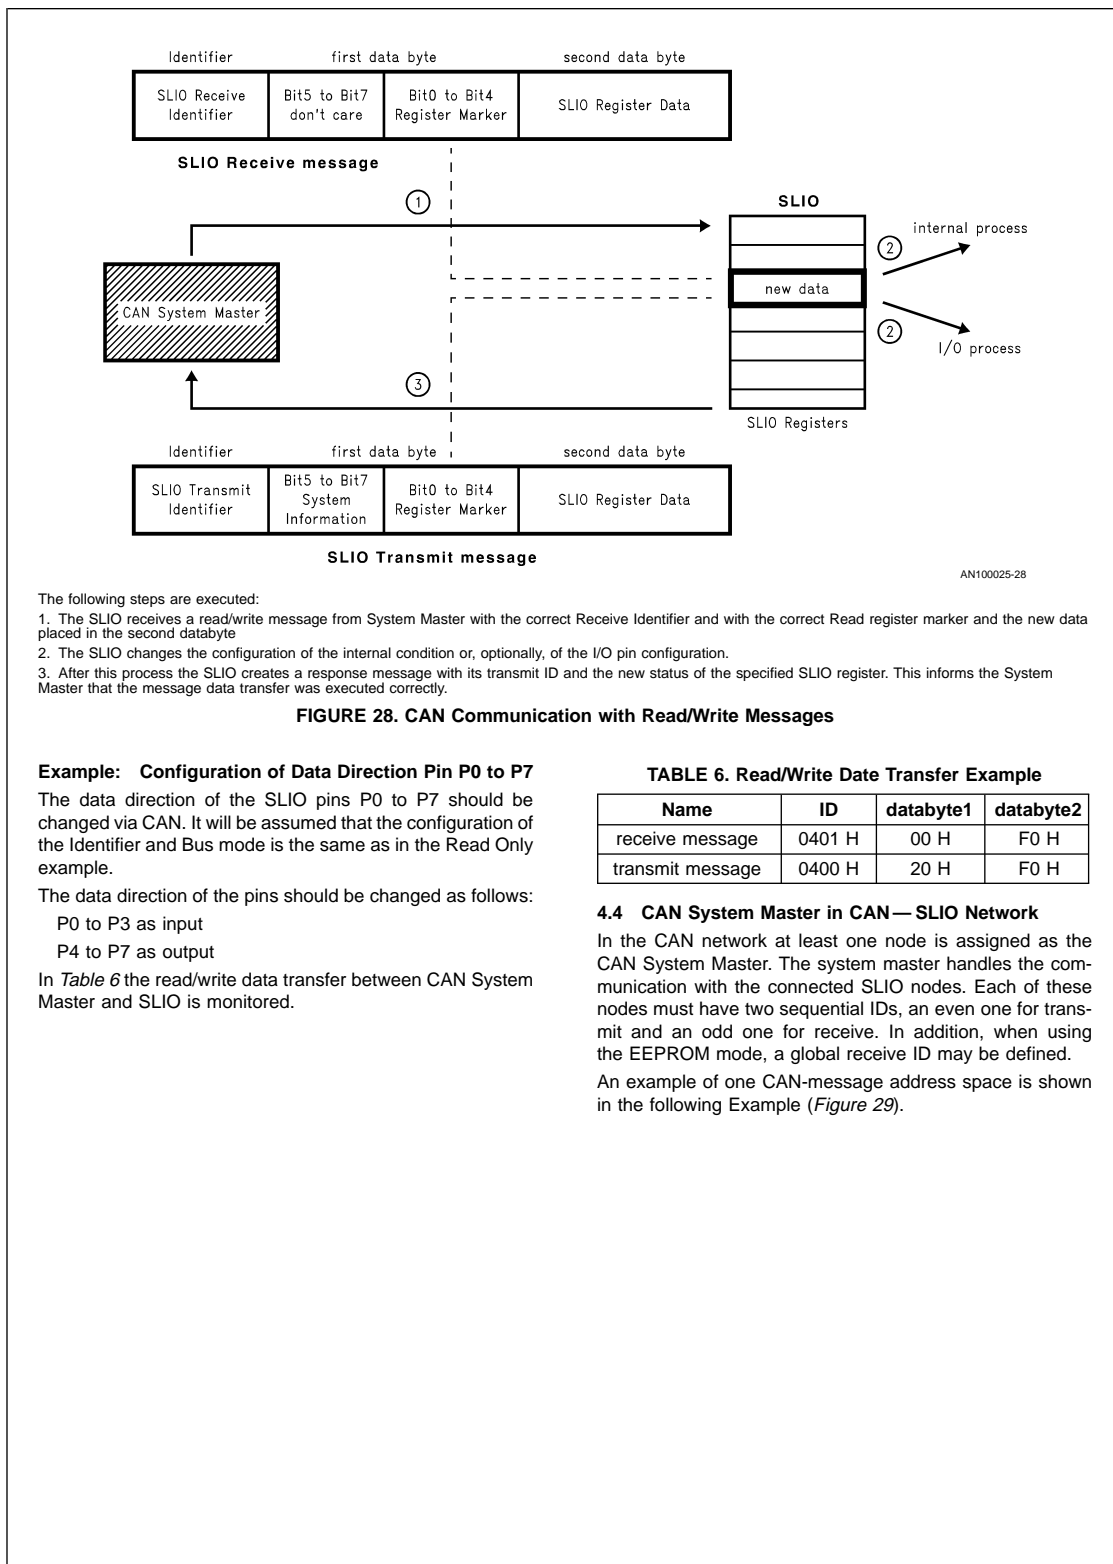 Identifier first data byte second data byte
SLIO Receive Identifier
Bit5 to Bit7 don't care
Bit0 to Bit4 Register Marker
SLIO Register Data
SLIO Receive message
1
SLIO
internal process
2
new data
CAN System Master
2
I/O process
3
SLIO Registers
Identifier first data byte second data byte
SLIO Transmit Identifier
Bit5 to Bit7 System Information
Bit0 to Bit4 Register Marker
SLIO Register Data
SLIO Transmit message
AN100025-28
The following steps are executed:
1. The SLIO receives a read/write message from System Master with the correct Receive Identifier and with the correct Read register marker and the new data
placed in the second databyte
2. The SLIO changes the configuration of the internal condition or, optionally, of the I/O pin configuration.
3. After this process the SLIO creates a response message with its transmit ID and the new status of the specified SLIO register. This informs the System
Master that the message data transfer was executed correctly.
FIGURE 28. CAN Communication with Read/Write Messages
Example: Configuration of Data Direction Pin P0 to P7
The data direction of the SLIO pins P0 to P7 should be
changed via CAN. It will be assumed that the configuration of
the Identifier and Bus mode is the same as in the Read Only
example.
The data direction of the pins should be changed as follows:
P0 to P3 as input
P4 to P7 as output
In Table 6 the read/write data transfer between CAN System
Master and SLIO is monitored.
TABLE 6. Read/Write Date Transfer Example
Name ID databyte1 databyte2
receive message 0401 H 00 H F0 H
transmit message 0400 H 20 H F0 H
4.4 CAN System Master in CAN — SLIO Network
In the CAN network at least one node is assigned as the
CAN System Master. The system master handles the com-
munication with the connected SLIO nodes. Each of these
nodes must have two sequential IDs, an even one for trans-
mit and an odd one for receive. In addition, when using
the EEPROM mode, a global receive ID may be defined.
An example of one CAN-message address space is shown
in the following Example (Figure 29).